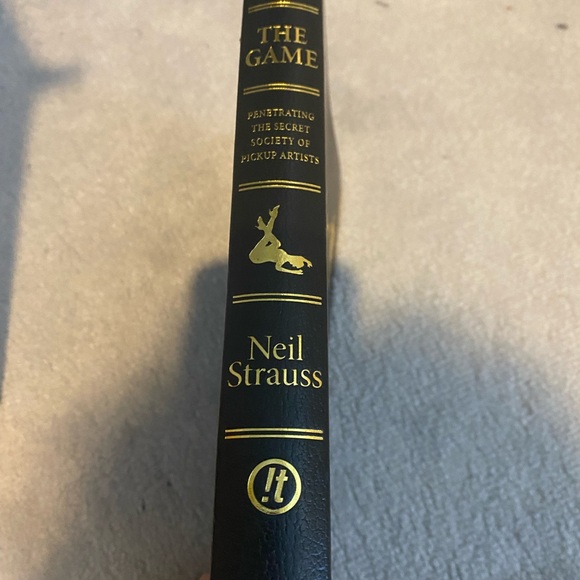 THE
GAME
PENETRATING
THE SECRET
SOCIETY OF
PICKUP ARTISTS
Neil
Strauss
!t